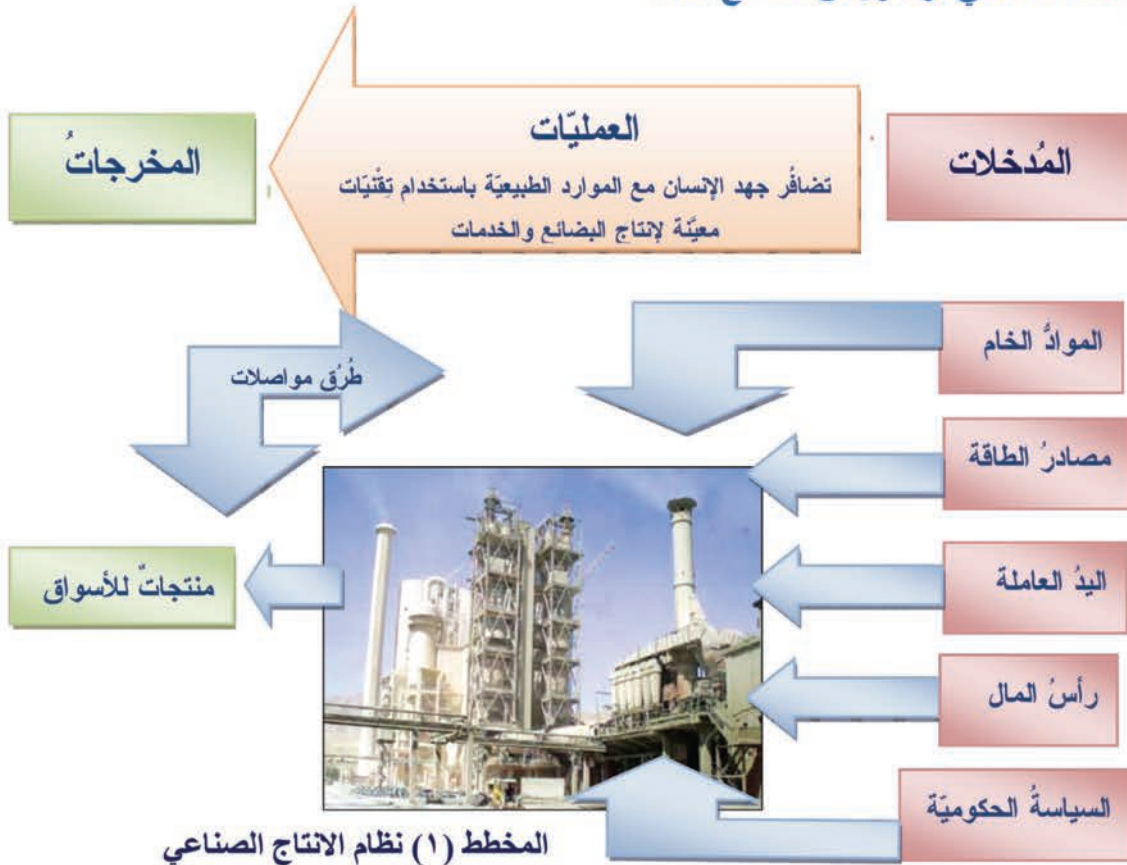 المُدخلات
العمليّات
تضافُر جهد الإنسان مع الموارد الطبيعيّة باستخدام تِقْنيّات
معيَّنة لإنتاج البضائع والخدمات
المخرجاتُ
الموادُّ الخام
مصادرُ الطاقة
اليدُ العاملة
رأسُ المال
السياسةُ الحكوميّة
طُرُق مواصلات
منتجاتٌ للأسواق
المخطط (١) نظام الانتاج الصناعي